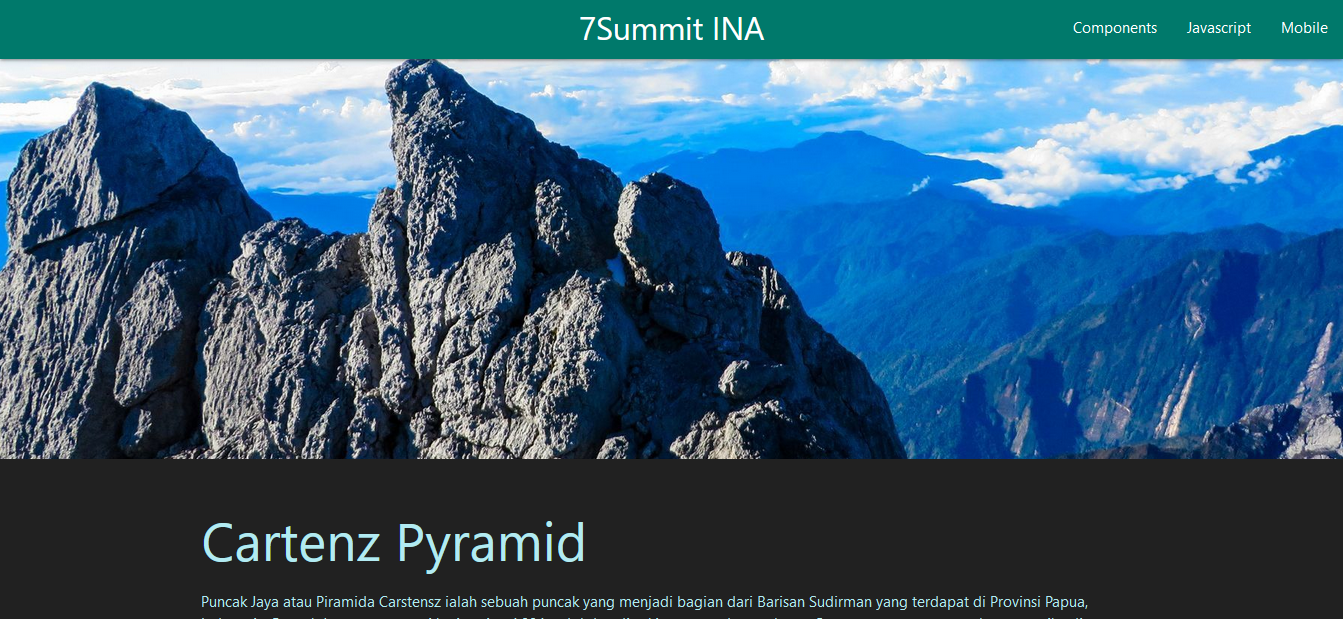 7Summit INA
Components Javascript Mobile
Cartenz Pyramid
Puncak Jaya atau Piramida Carstensz ialah sebuah puncak yang menjadi bagian dari Barisan Sudirman yang terdapat di Provinsi Papua,